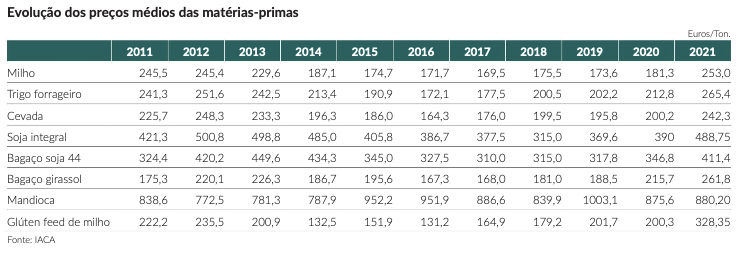 Evolução dos preços médios das matérias-primas
Euros/Ton.
2011 2012 2013 2014 2015 2016 2017 2018 2019 2020 2021
Milho 245,5 245,4 229,6 187,1 174,7 171,7 169,5 175,5 173,6 181,3 253,0
Trigo forrageiro 241,3 251,6 242,5 213,4 190,9 172,1 177,5 200,5 202,2 212,8 265,4
Cevada 225,7 248,3 233,3 196,3 186,0 164,3 176,0 199,5 195,8 200,2 242,3
Soja integral 421,3 500,8 498,8 485,0 405,8 386,7 377,5 315,0 369,6 390 488,75
Bagaço soja 44 324,4 420,2 449,6 434,3 345,0 327,5 310,0 315,0 317,8 346,8 411,4
Bagaço girassol 175,3 220,1 226,3 186,7 195,6 167,3 168,0 181,0 188,5 215,7 261,8
Mandioca 838,6 772,5 781,3 787,9 952,2 951,9 886,6 839,9 1003,1 875,6 880,20
Glúten feed de milho 222,2 235,5 200,9 132,5 151,9 131,2 164,9 179,2 201,7 200,3 328,35
Fonte: IACA